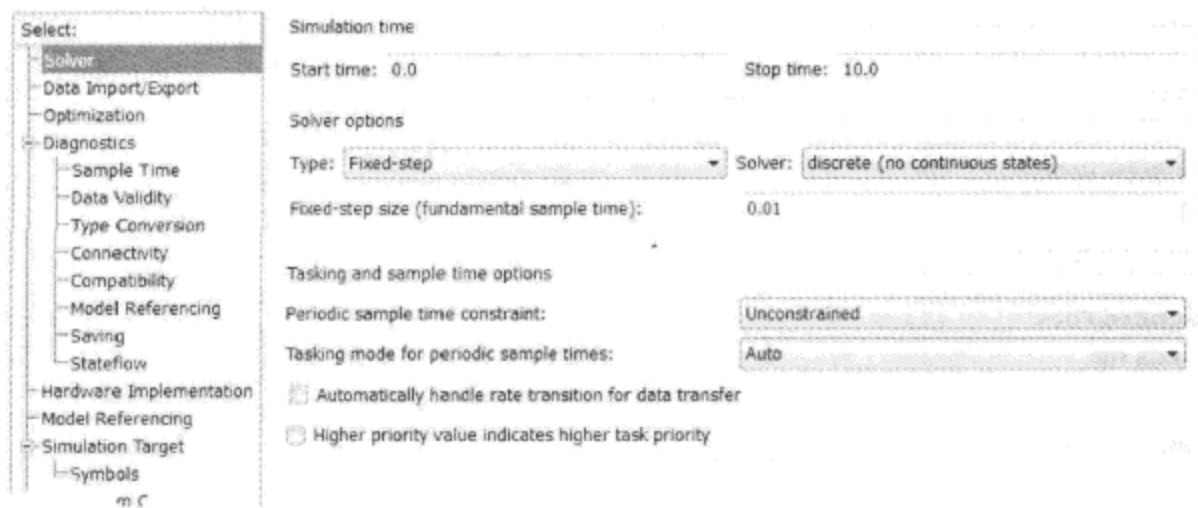 Select:
Solver
Data Import/Export
Optimization
Diagnostics
Sample Time
Data Validity
Type Conversion
Connectivity
Compatibility
Model Referencing
Saving
Stateflow
Hardware Implementation
Model Referencing
Simulation Target
Symbols
Simulation time
Start time: 0.0 Stop time: 10.0
Solver options
Type: Fixed-step Solver: discrete (no continuous states)
Fixed-step size (fundamental sample time): 0.01
Tasking and sample time options
Periodic sample time constraint: Unconstrained
Tasking mode for periodic sample times: Auto
Automatically handle rate transition for data transfer
Higher priority value indicates higher task priority